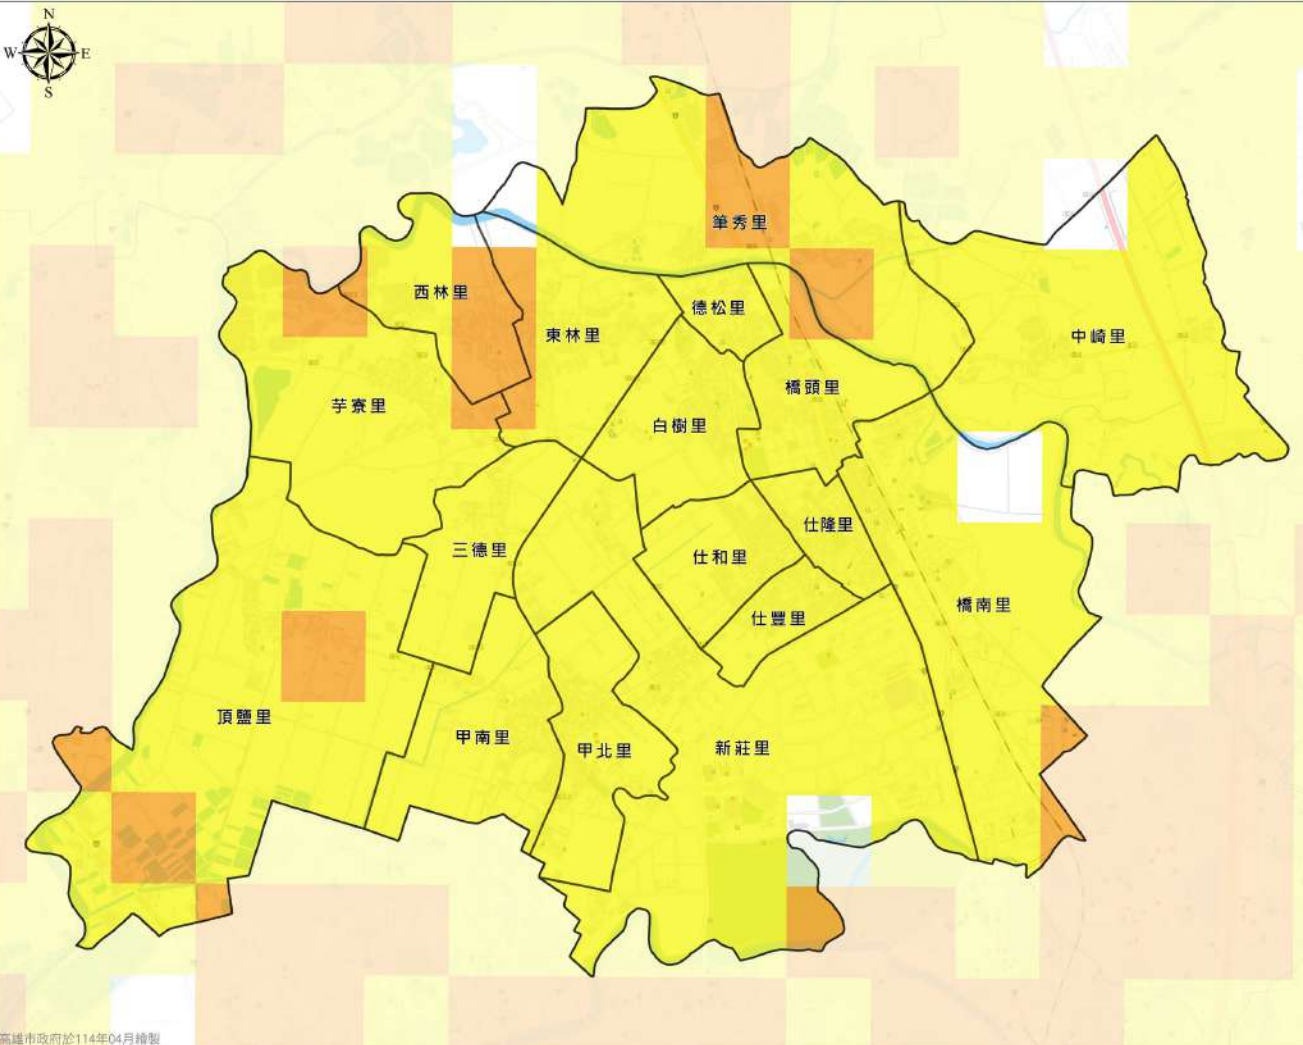 N
W E
S
筆秀里
西林里
德松里
東林里
中崎里
橋頭里
芋寮里
白樹里
仕隆里
三德里
仕和里
橋南里
仕豐里
頂鹽里
甲南里
甲北里
新莊里
高雄市政府於114年04月繪製